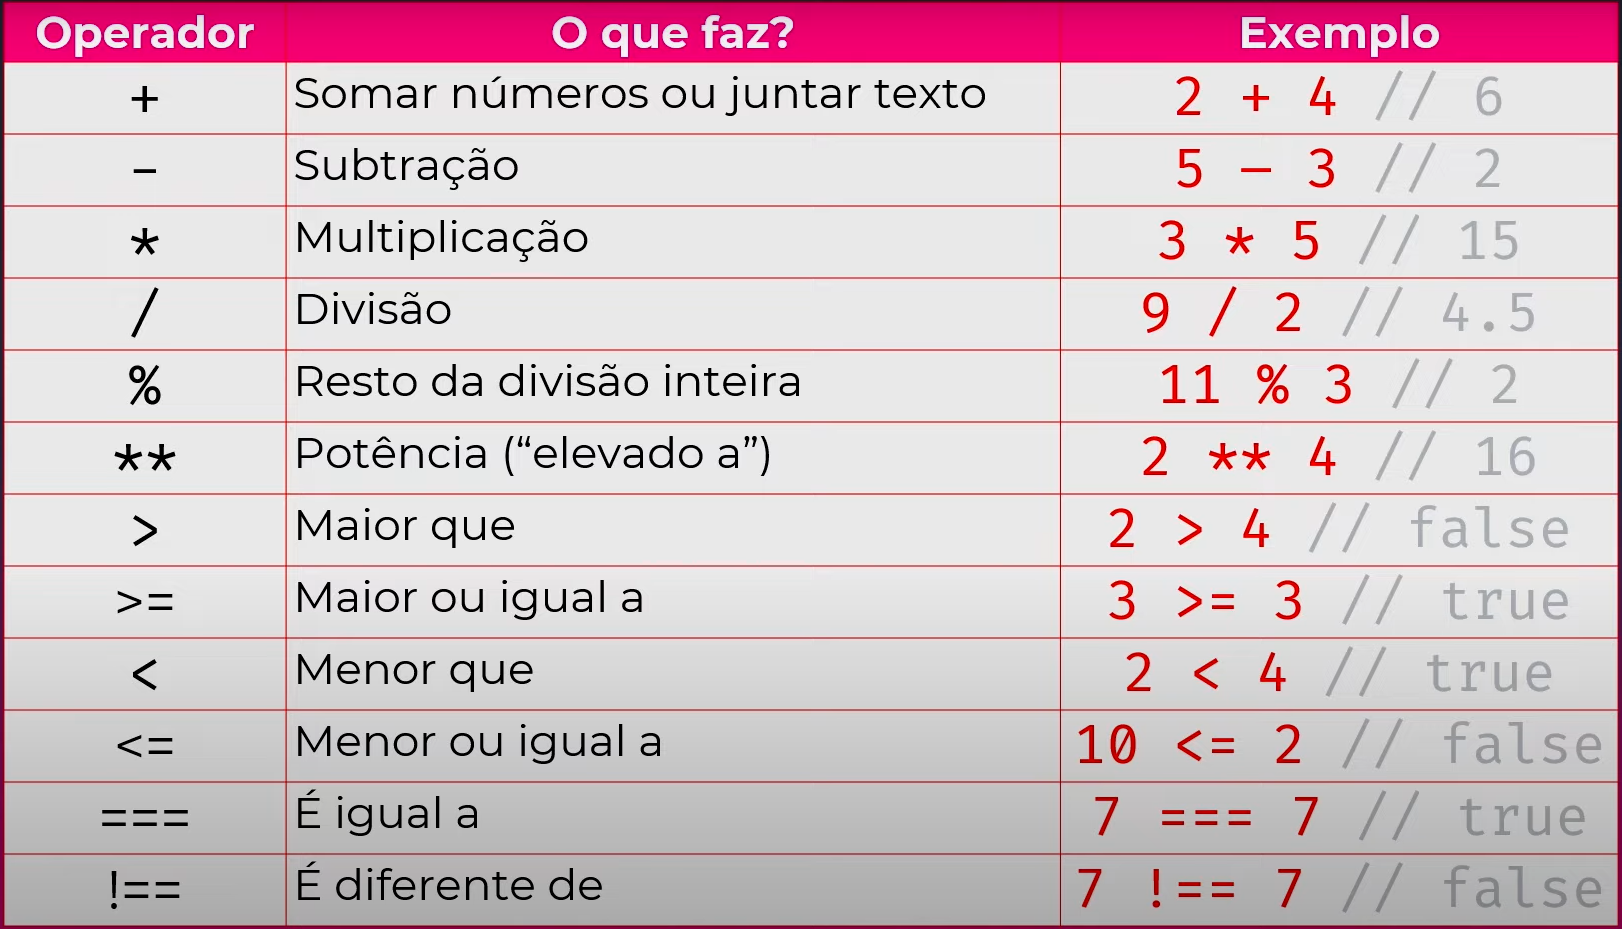 Operador O que faz? Exemplo
+ Somar números ou juntar texto 2 + 4 // 6
– Subtração 5 – 3 // 2
* Multiplicação 3 * 5 // 15
/ Divisão 9 / 2 // 4.5
% Resto da divisão inteira 11 % 3 // 2
** Potência (“elevado a”) 2 ** 4 // 16
> Maior que 2 > 4 // false
>= Maior ou igual a 3 >= 3 // true
< Menor que 2 < 4 // true
<= Menor ou igual a 10 <= 2 // false
=== É igual a 7 === 7 // true
!== É diferente de 7 !== 7 // false